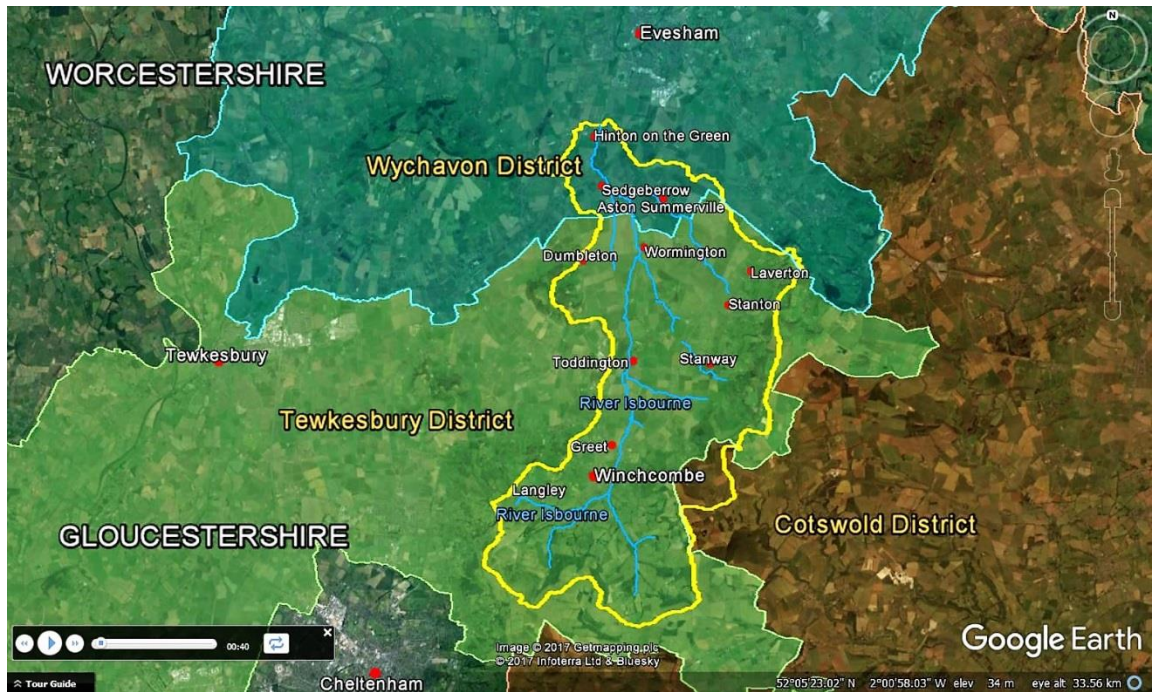 N
Evesham
WORCESTERSHIRE
Hinton on the Green
Wychavon District
Sedgeberrow
Aston Summerville
Dumbleton
Wormington
Laverton
Stanton
Tewkesbury
Toddington
Stanway
River Isbourne
Tewkesbury District
Greet
Winchcombe
Langley
River Isbourne
GLOUCESTERSHIRE
Cotswold District
00:40
Google Earth
Image © 2017 Getmapping plc
© 2017 Infoterra Ltd & Bluesky
Tour Guide
Cheltenham
52°05'23.02" N 2°00'58.03" W elev 34 m eye alt 33.56 km